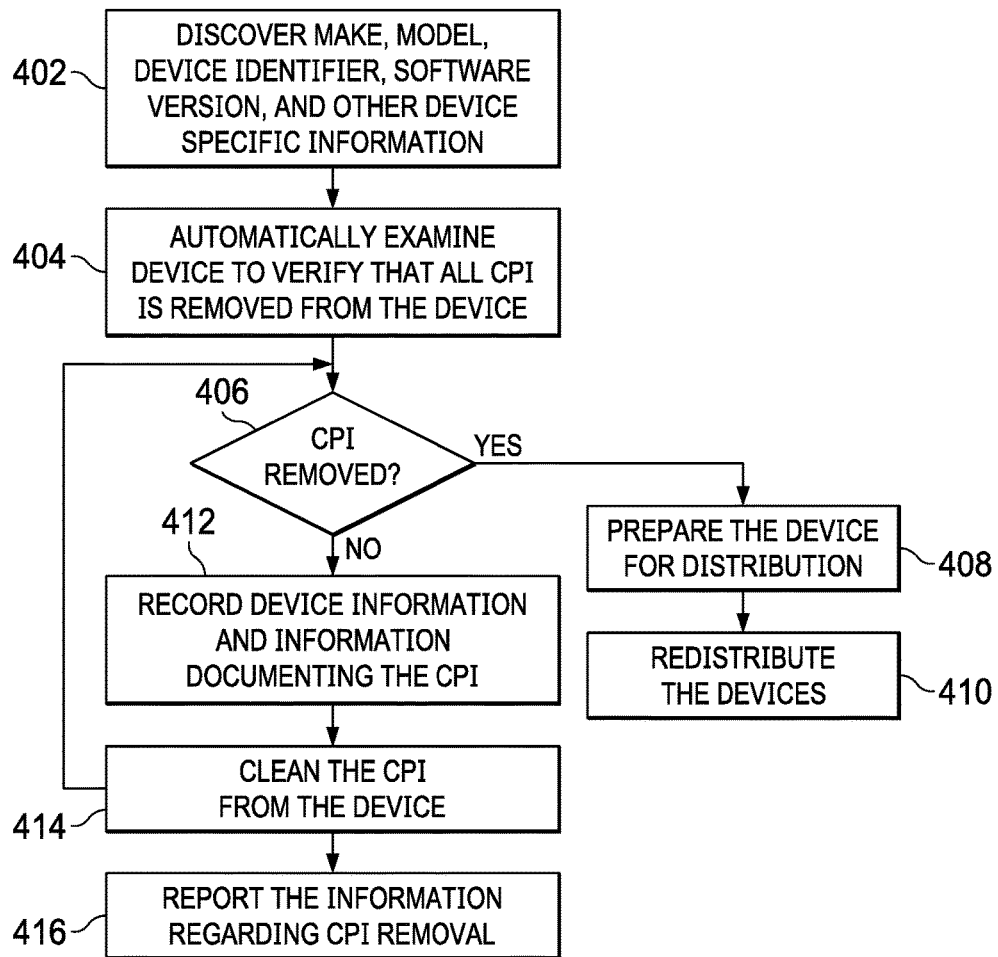 402
DISCOVER MAKE, MODEL,
DEVICE IDENTIFIER, SOFTWARE
VERSION, AND OTHER DEVICE
SPECIFIC INFORMATION
404
AUTOMATICALLY EXAMINE
DEVICE TO VERIFY THAT ALL CPI
IS REMOVED FROM THE DEVICE
406
CPI
REMOVED?
YES
NO
PREPARE THE DEVICE
FOR DISTRIBUTION
408
REDISTRIBUTE
THE DEVICES
410
412
RECORD DEVICE INFORMATION
AND INFORMATION
DOCUMENTING THE CPI
414
CLEAN THE CPI
FROM THE DEVICE
416
REPORT THE INFORMATION
REGARDING CPI REMOVAL